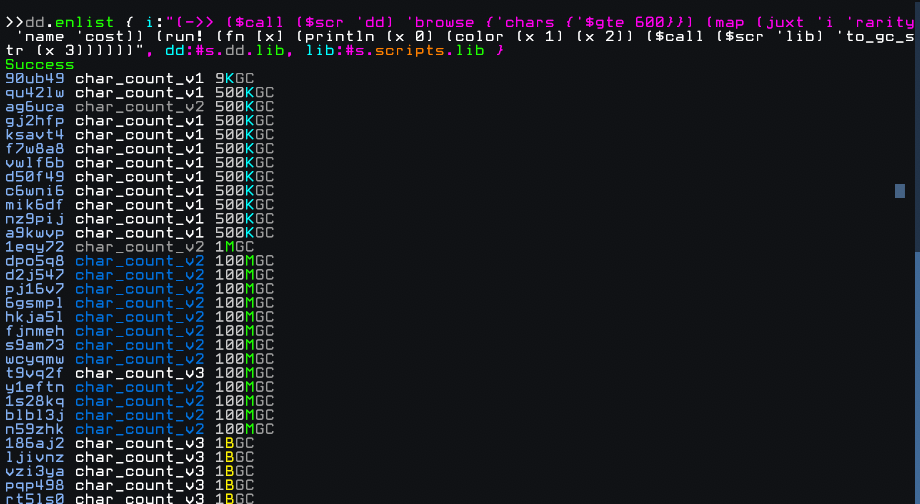 >>dd.enlist { i:"(->> ($call ($scr 'dd) 'browse {'chars {'$gte 600}}) (map (juxt 'i 'rarity
 'name 'cost)) (run! (fn [x] (println (x 0) (color (x 1) (x 2)) ($call ($scr 'lib) 'to_gc_s
tr (x 3))))))", dd:#s.dd.lib, lib:#s.scripts.lib }
Success
90ub49 char_count_v1 9KGC
qu42lw char_count_v1 500KGC
ag6uca char_count_v2 500KGC
gj2hfp char_count_v1 500KGC
ksavt4 char_count_v1 500KGC
f7w8a8 char_count_v1 500KGC
vwlf6b char_count_v1 500KGC
d50f49 char_count_v1 500KGC
c6wni6 char_count_v1 500KGC
mik6df char_count_v1 500KGC
nz9pij char_count_v1 500KGC
a9kwvp char_count_v1 500KGC
1eqy72 char_count_v2 1MGC
dpo5q8 char_count_v2 100MGC
d2j547 char_count_v2 100MGC
pj16v7 char_count_v2 100MGC
6gsmpl char_count_v2 100MGC
hkja5l char_count_v2 100MGC
fjnmeh char_count_v2 100MGC
s9am73 char_count_v2 100MGC
wcyqmw char_count_v2 100MGC
t9vq2f char_count_v3 100MGC
y1eftn char_count_v2 100MGC
1s28kq char_count_v2 100MGC
blbl3j char_count_v2 100MGC
n59zhk char_count_v2 100MGC
186aj2 char_count_v3 1BGC
ljivnz char_count_v3 1BGC
vzi3ya char_count_v3 1BGC
pqp498 char_count_v3 1BGC
rt5ls0 char_count_v3 1BGC